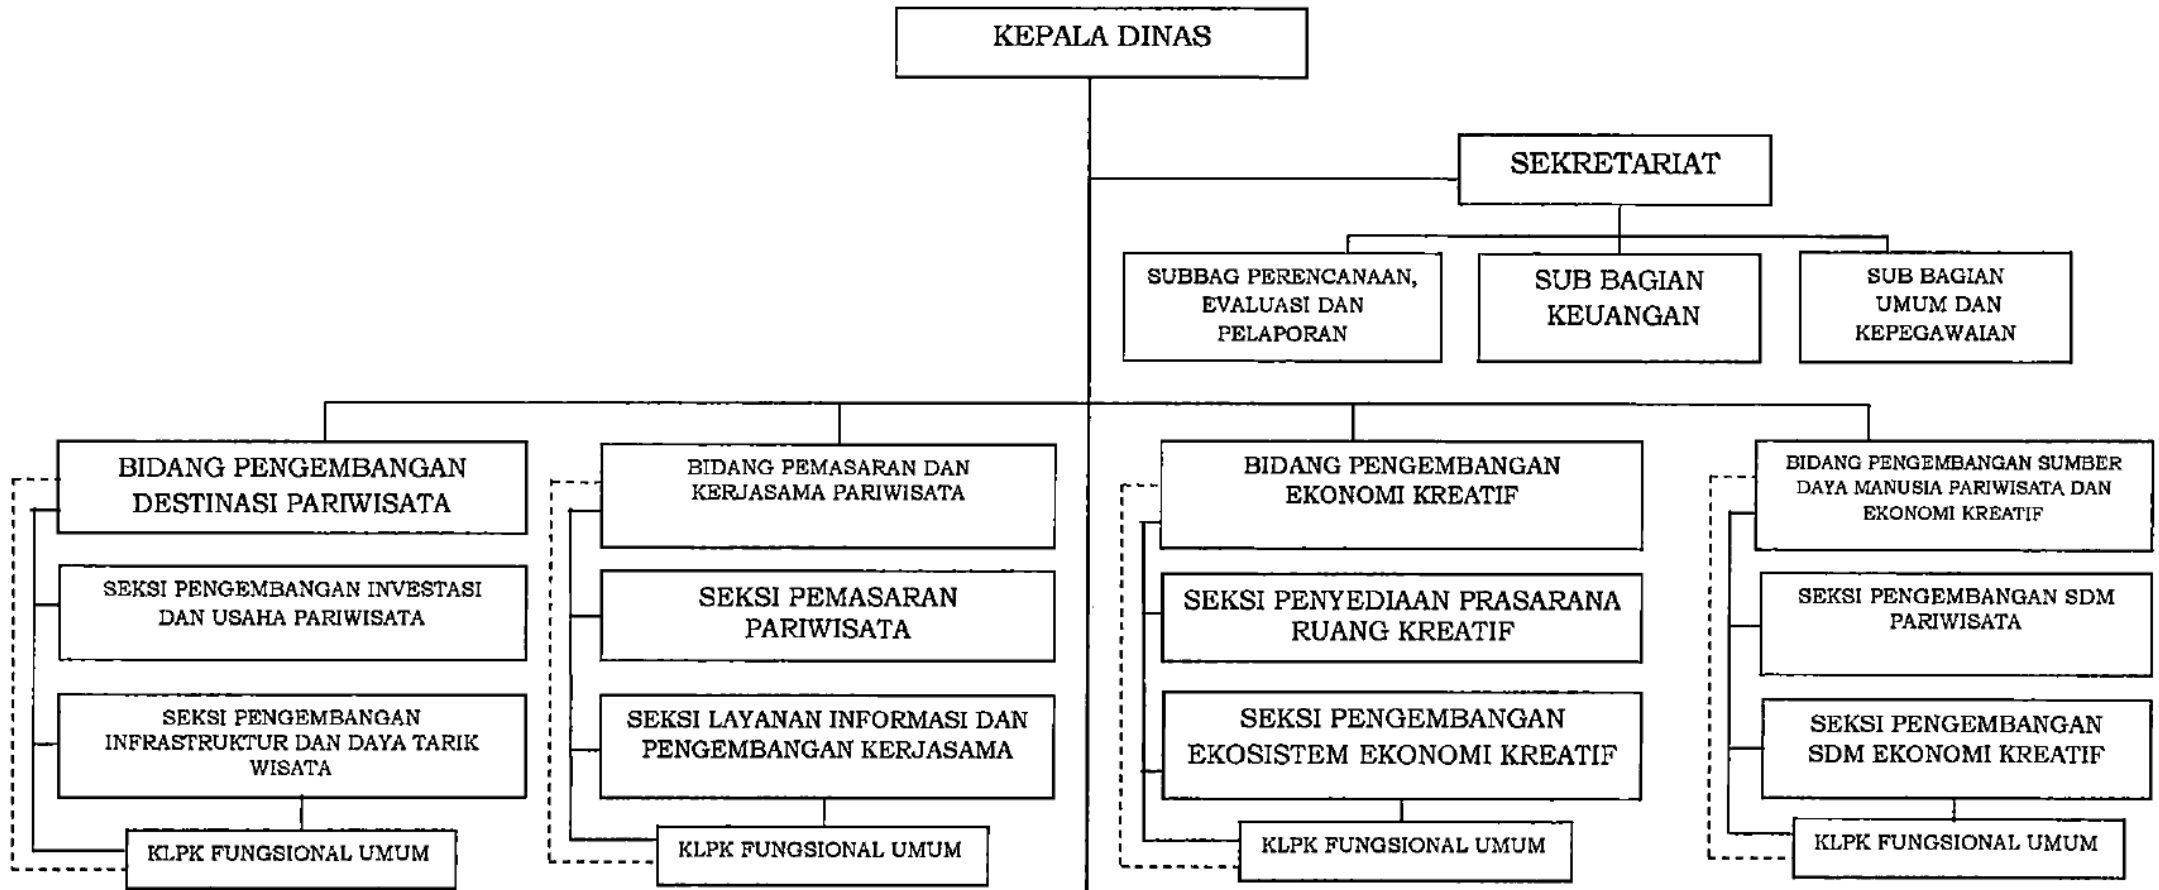 KEPALA DINAS
SEKRETARIAT
SUBBAG PERENCANAAN,
EVALUASI DAN
PELAPORAN
SUB BAGIAN
KEUANGAN
SUB BAGIAN
UMUM DAN
KEPEGAWAIAN
BIDANG PENGEMBANGAN
DESTINASI PARIWISATA
SEKSI PENGEMBANGAN INVESTASI
DAN USAHA PARIWISATA
SEKSI PENGEMBANGAN
INFRASTRUKTUR DAN DAYA TARIK
WISATA
KLPK FUNGSIONAL UMUM
BIDANG PEMASARAN DAN
KERJASAMA PARIWISATA
SEKSI PEMASARAN
PARIWISATA
SEKSI LAYANAN INFORMASI DAN
PENGEMBANGAN KERJASAMA
KLPK FUNGSIONAL UMUM
BIDANG PENGEMBANGAN
EKONOMI KREATIF
SEKSI PENYEDIAAN PRASARANA
RUANG KREATIF
SEKSI PENGEMBANGAN
EKOSISTEM EKONOMI KREATIF
KLPK FUNGSIONAL UMUM
BIDANG PENGEMBANGAN SUMBER
DAYA MANUSIA PARIWISATA DAN
EKONOMI KREATIF
SEKSI PENGEMBANGAN SDM
PARIWISATA
SEKSI PENGEMBANGAN
SDM EKONOMI KREATIF
KLPK FUNGSIONAL UMUM